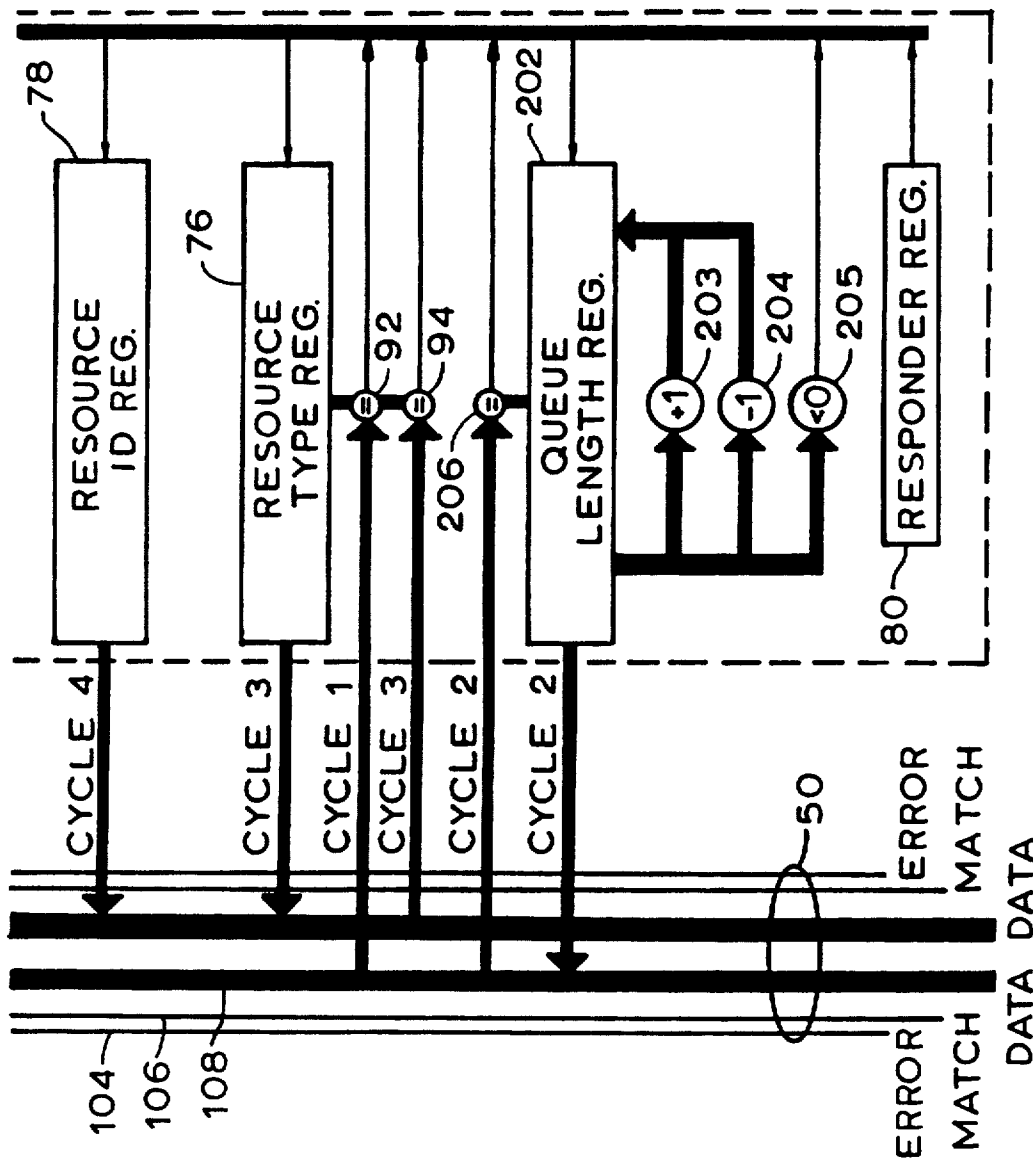 78
RESOURCE
ID REG.
CYCLE 4
76
RESOURCE
TYPE REG.
CYCLE 3
CYCLE 1
=
92
CYCLE 3
=
94
CYCLE 2
206
=
202
QUEUE
LENGTH REG.
CYCLE 2
+1
203
-1
204
<0
205
80
RESPONDER REG.
50
104
106
108
ERROR
MATCH
DATA
DATA
MATCH
ERROR